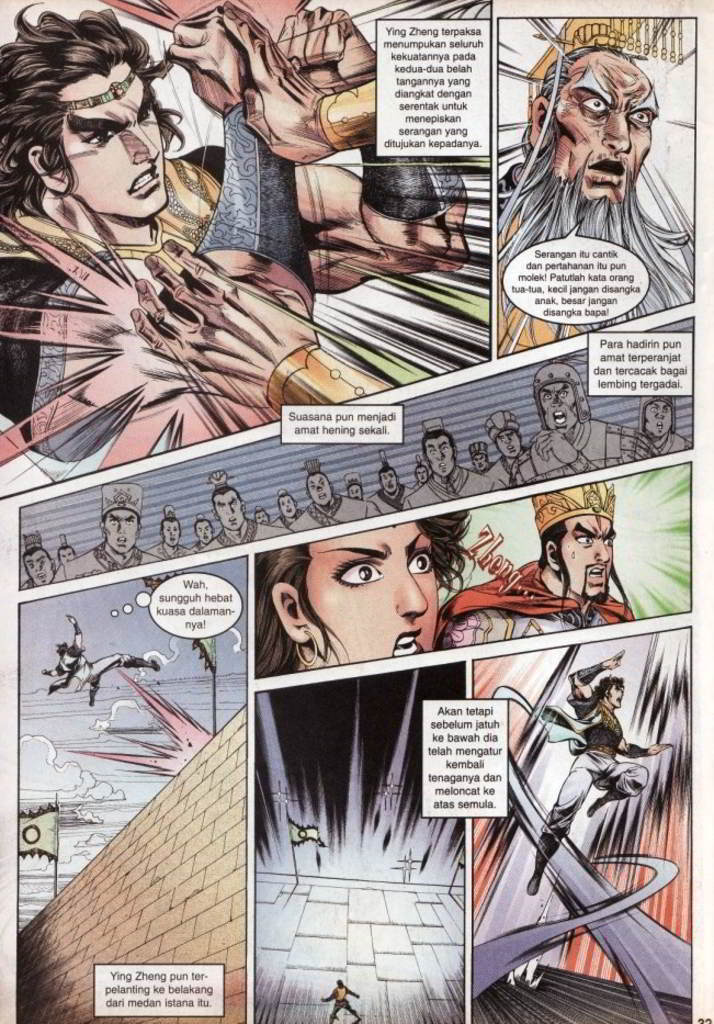 Ying Zheng terpaksa
menumpukan seluruh
kekuatannya pada
kedua-dua belah
tangannya yang
diangkat dengan
serentak untuk
menepiskan
serangan yang
ditujukan kepadanya.
Serangan itu cantik
dan pertahanan itu pun
molek! Patutlah kata orang
tua-tua, kecil jangan disangka
anak, besar jangan
disangka bapa!
Para hadirin pun
amat terperanjat
dan tercacak bagai
lembing tergadai.
Suasana pun menjadi
amat hening sekali.
Zheng...
Wah,
sungguh hebat
kuasa dalaman-
nya!
Akan tetapi
sebelum jatuh
ke bawah dia
telah mengatur
kembali
tenaganya dan
meloncat ke
atas semula.
Ying Zheng pun ter-
pelanting ke belakang
dari medan istana itu.